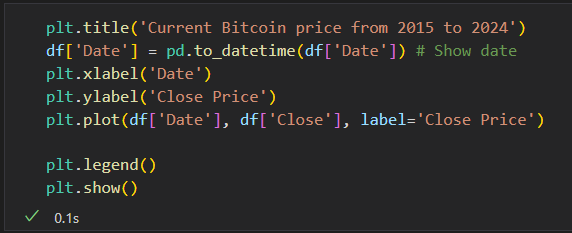 plt.title('Current Bitcoin price from 2015 to 2024')
df['Date'] = pd.to_datetime(df['Date']) # Show date
plt.xlabel('Date')
plt.ylabel('Close Price')
plt.plot(df['Date'], df['Close'], label='Close Price')
plt.legend()
plt.show()
0.1s